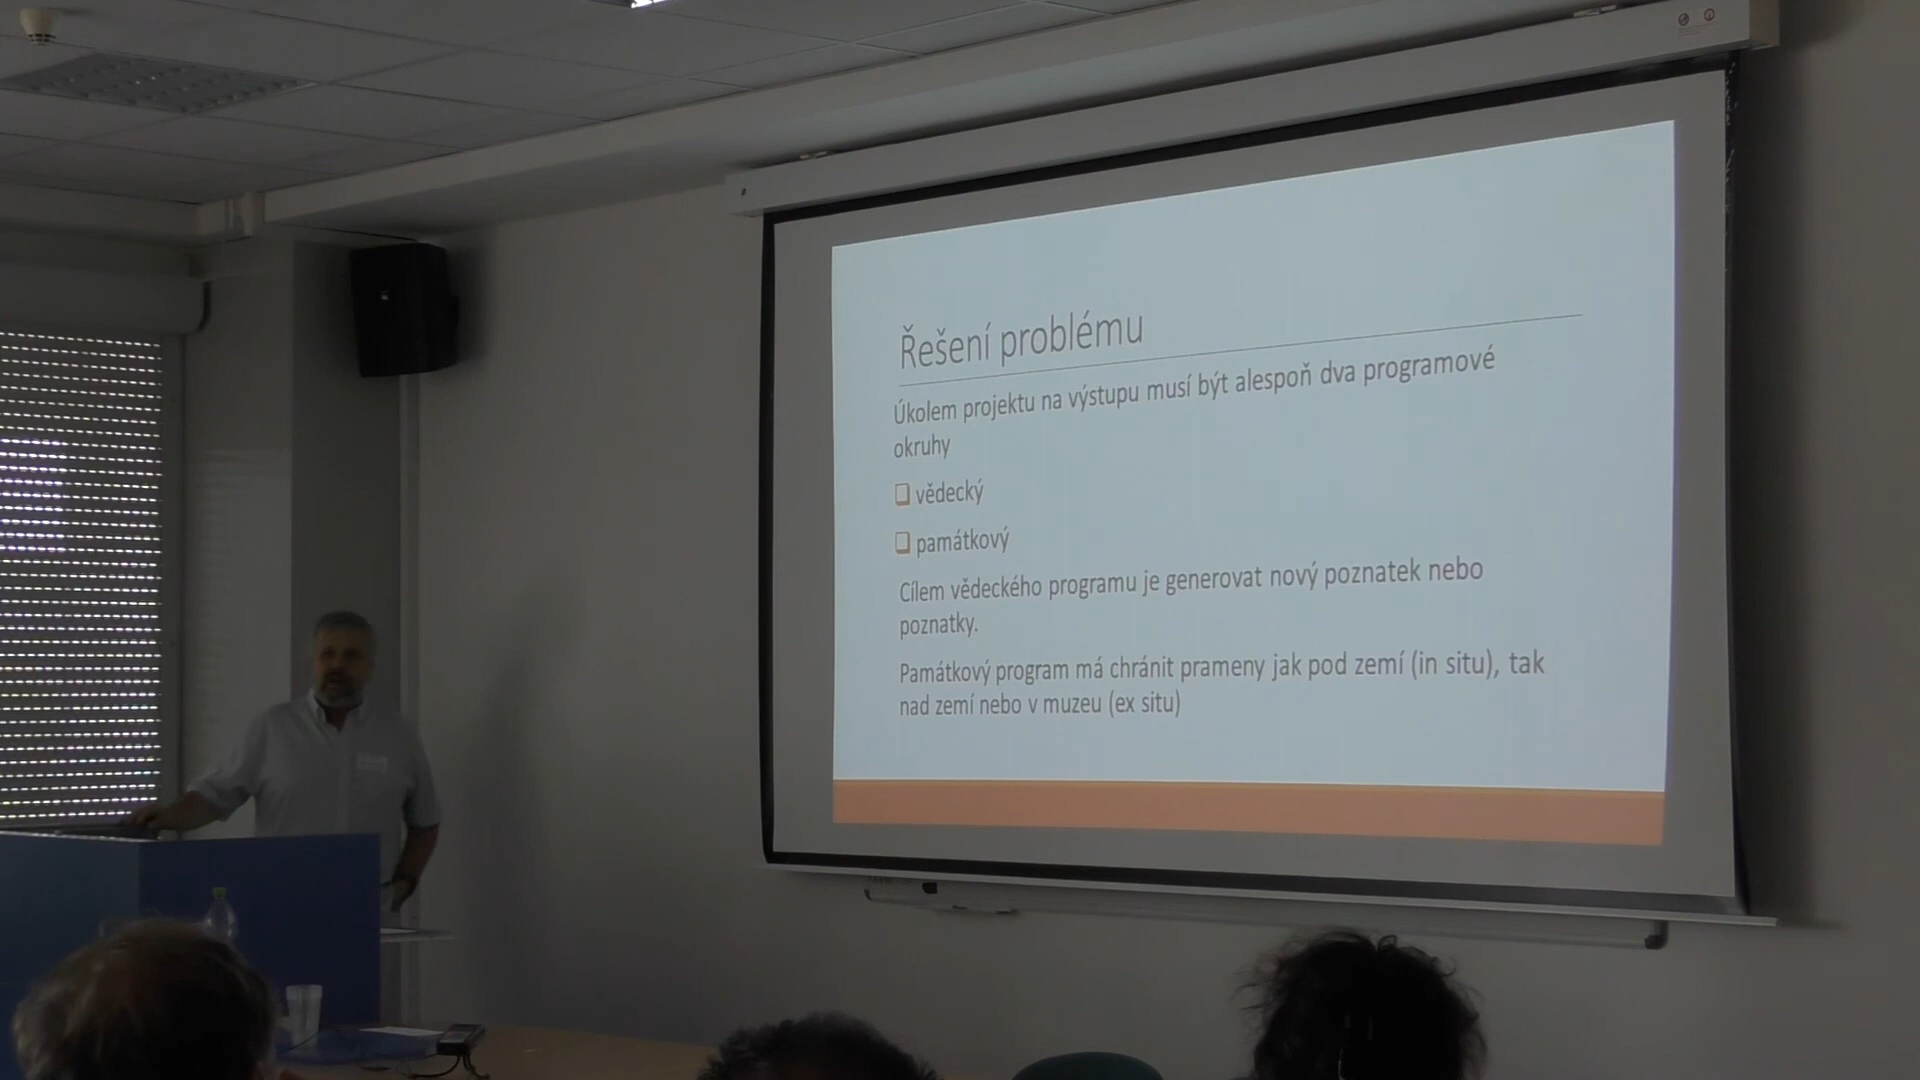 Řešení problému
Úkolem projektu na výstupu musí být alespoň dva programové
okruhy
vědecký
památkový
Cílem vědeckého programu je generovat nový poznatek nebo
poznatky.
Památkový program má chránit prameny jak pod zemí (in situ), tak
nad zemí nebo v muzeu (ex situ)